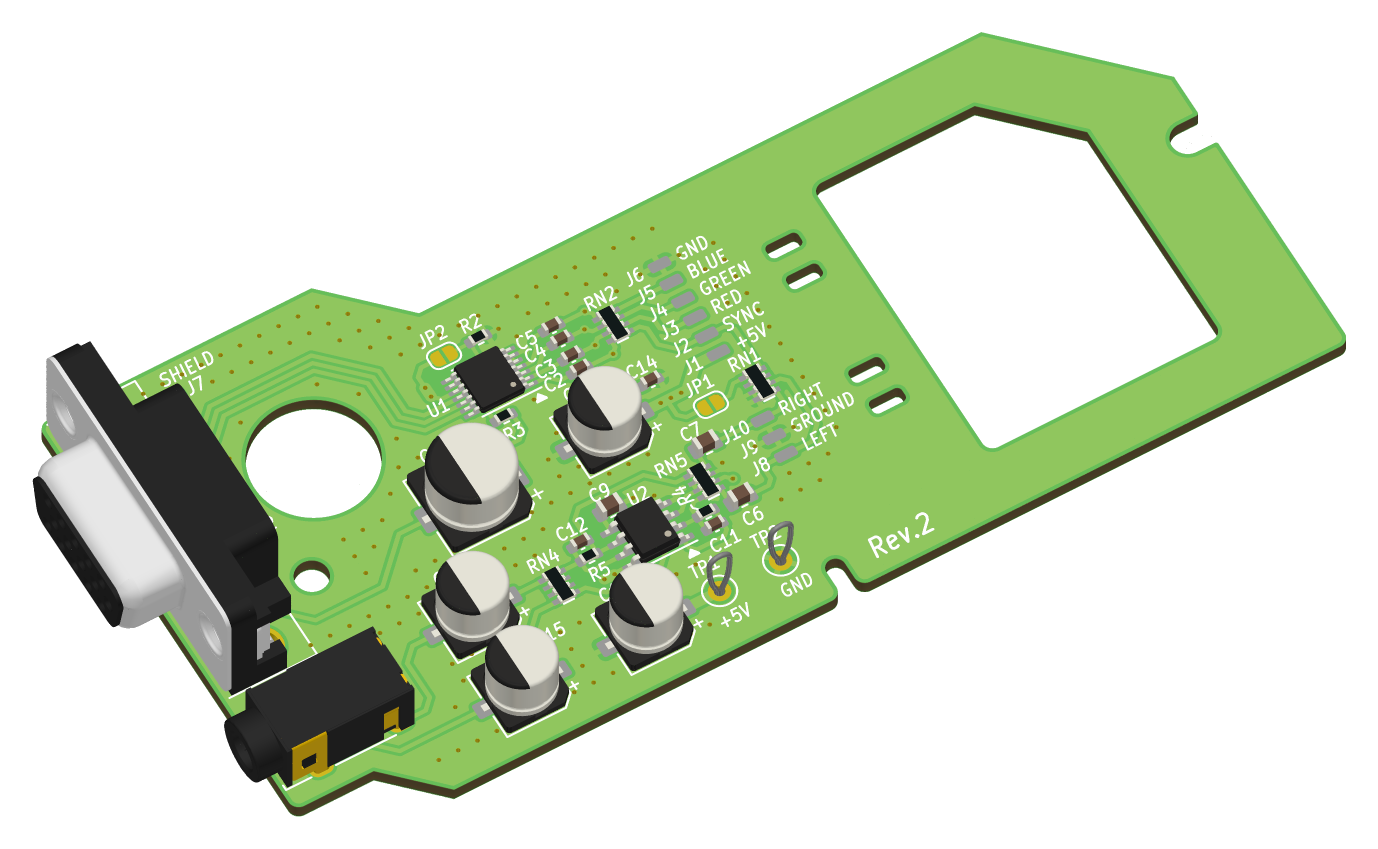 GND
J6
BLUE
J5
GREEN
J4
RED
J3
SYNC
J2
+5V
J1
RN2
R2
JP2
C5
C4
C3
C2
SHIELD
J7
U1
R3
C14
+
RN1
JP1
RIGHT
J10
GROUND
J9
LEFT
J8
C7
RN5
R4
U2
C9
+
C6
C11
C12
RN4
R5
Rev.2
GND
+5V
+
+
15
+